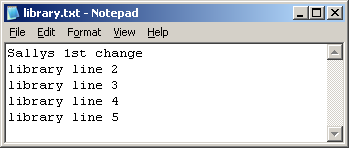 library.txt - Notepad
File Edit Format View Help
Sallys 1st change
library line 2
library line 3
library line 4
library line 5